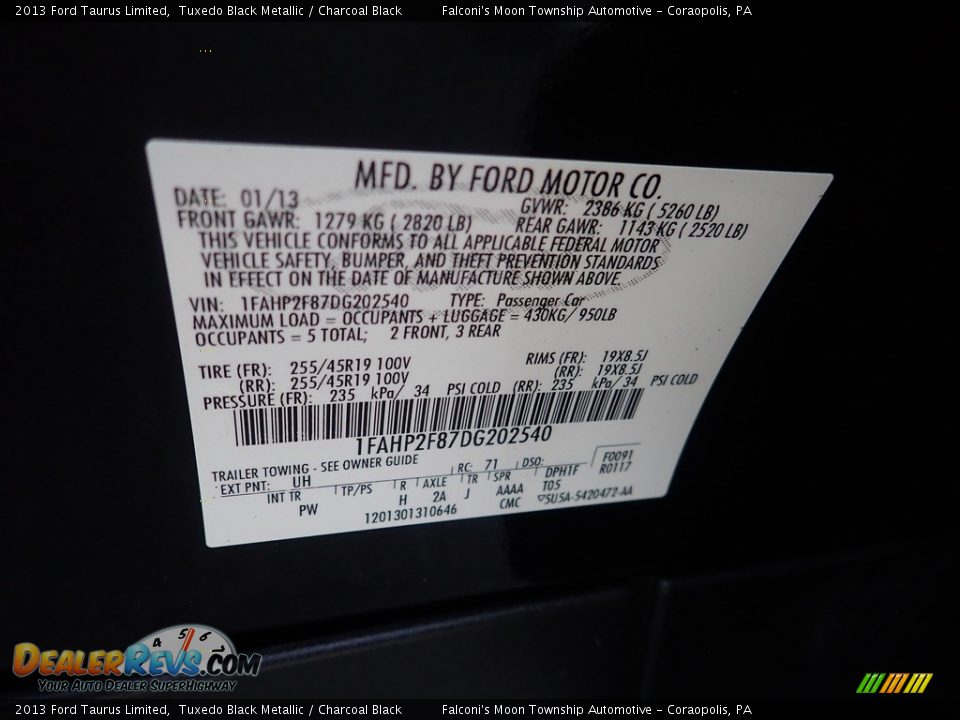 2013 Ford Taurus Limited, Tuxedo Black Metallic / Charcoal Black Falconi's Moon Township Automotive - Coraopolis, PA
MFD. BY FORD MOTOR CO.
DATE: 01/13 GVWR: 2386 KG ( 5260 LB)
FRONT GAWR: 1279 KG ( 2820 LB) REAR GAWR: 1143 KG ( 2520 LB)
THIS VEHICLE CONFORMS TO ALL APPLICABLE FEDERAL MOTOR
VEHICLE SAFETY, BUMPER, AND THEFT PREVENTION STANDARDS
IN EFFECT ON THE DATE OF MANUFACTURE SHOWN ABOVE.
VIN: 1FAHP2F87DG202540 TYPE: Passenger Car
MAXIMUM LOAD = OCCUPANTS + LUGGAGE = 430KG/ 950LB
OCCUPANTS = 5 TOTAL; 2 FRONT, 3 REAR
TIRE (FR): 255/45R19 100V RIMS (FR): 19X8.5J
(RR): 255/45R19 100V (RR): 19X8.5J
PRESSURE (FR): 235 kPa/ 34 PSI COLD (RR): 235 kPa/ 34 PSI COLD
1FAHP2F87DG202540
TRAILER TOWING - SEE OWNER GUIDE RC: 71 DSO: F0091
EXT PNT: UH R0117
INT TR TP/PS R AXLE TR SPR DPH1F
PW H 2A J AAAA T05
1201301310646 CMC ▽5U5A-5420472-AA
4 5 6 7
DealerRevs.com
Your Auto Dealer SuperHighway
2013 Ford Taurus Limited, Tuxedo Black Metallic / Charcoal Black Falconi's Moon Township Automotive - Coraopolis, PA